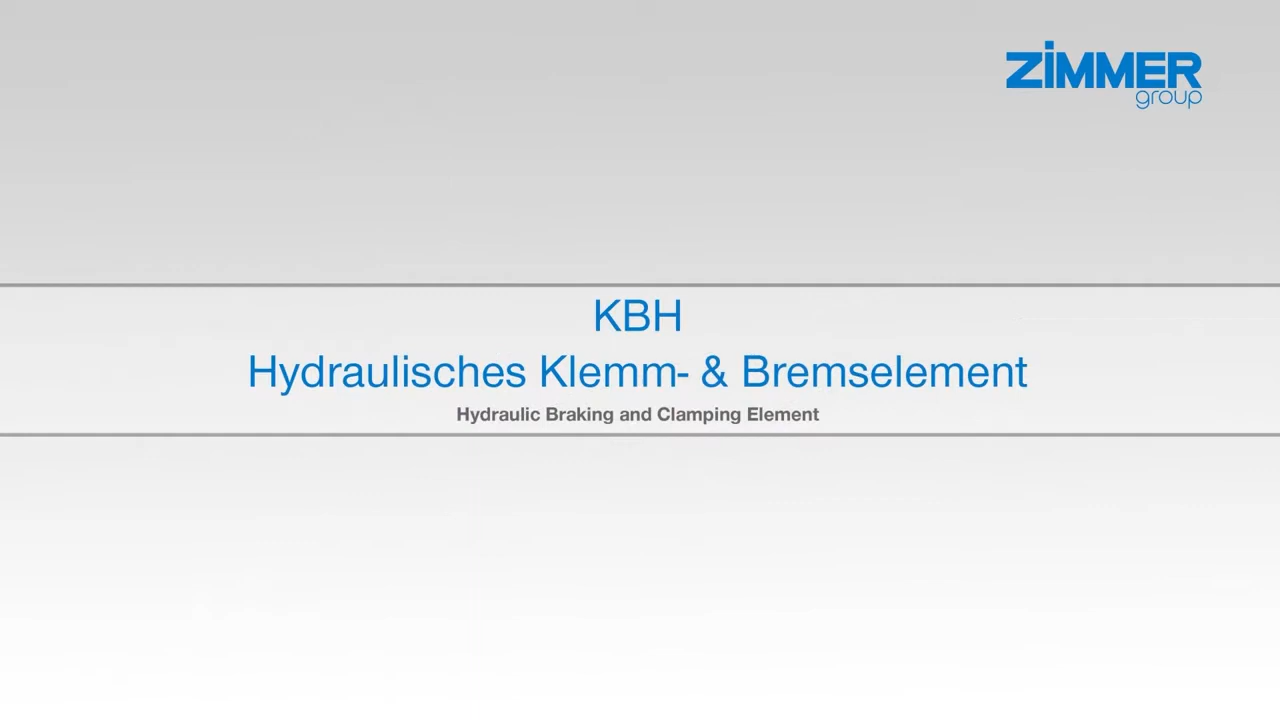 ZiMMER
group
KBH
Hydraulisches Klemm- & Bremselement
Hydraulic Braking and Clamping Element